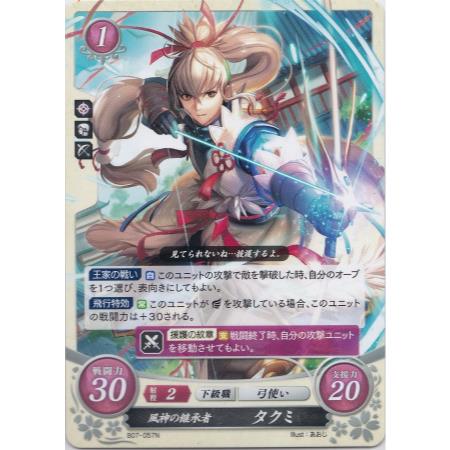 1
見てられないね…援護するよ。
王家の戦い 自 このユニットの攻撃で敵を撃破した時、自分のオーブ
を1つ選び、表向きにしてもよい。
飛行特効 常 このユニットが を攻撃している場合、このユニット
の戦闘力は+30される。
援護の紋章 支 戦闘終了時、自分の攻撃ユニット
を移動させてもよい。
戦闘力
30
射程 2 下級職 弓使い
支援力
20
風神の継承者 タクミ
B07-057N
Illust:あおじ